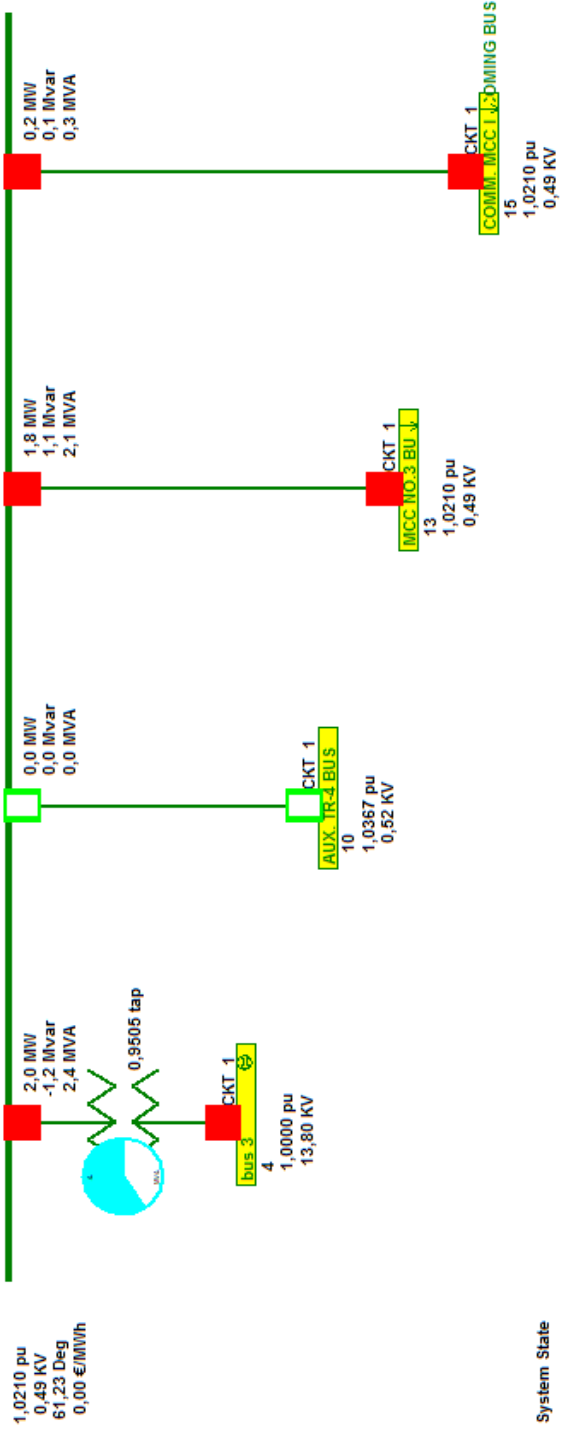 1,0210 pu
0,49 KV
61,23 Deg
0,00 €/MWh
2,0 MW
-1,2 Mvar
2,4 MVA
0,9505 tap
CKT 1
bus 3
4
1,0000 pu
13,80 KV
0,0 MW
0,0 Mvar
0,0 MVA
CKT 1
AUX. TR-4 BUS
10
1,0367 pu
0,52 KV
1,8 MW
1,1 Mvar
2,1 MVA
CKT 1
MCC NO.3 BU
13
1,0210 pu
0,49 KV
0,2 MW
0,1 Mvar
0,3 MVA
CKT 1
COMM. MCC I OMING BUS
15
1,0210 pu
0,49 KV
System State